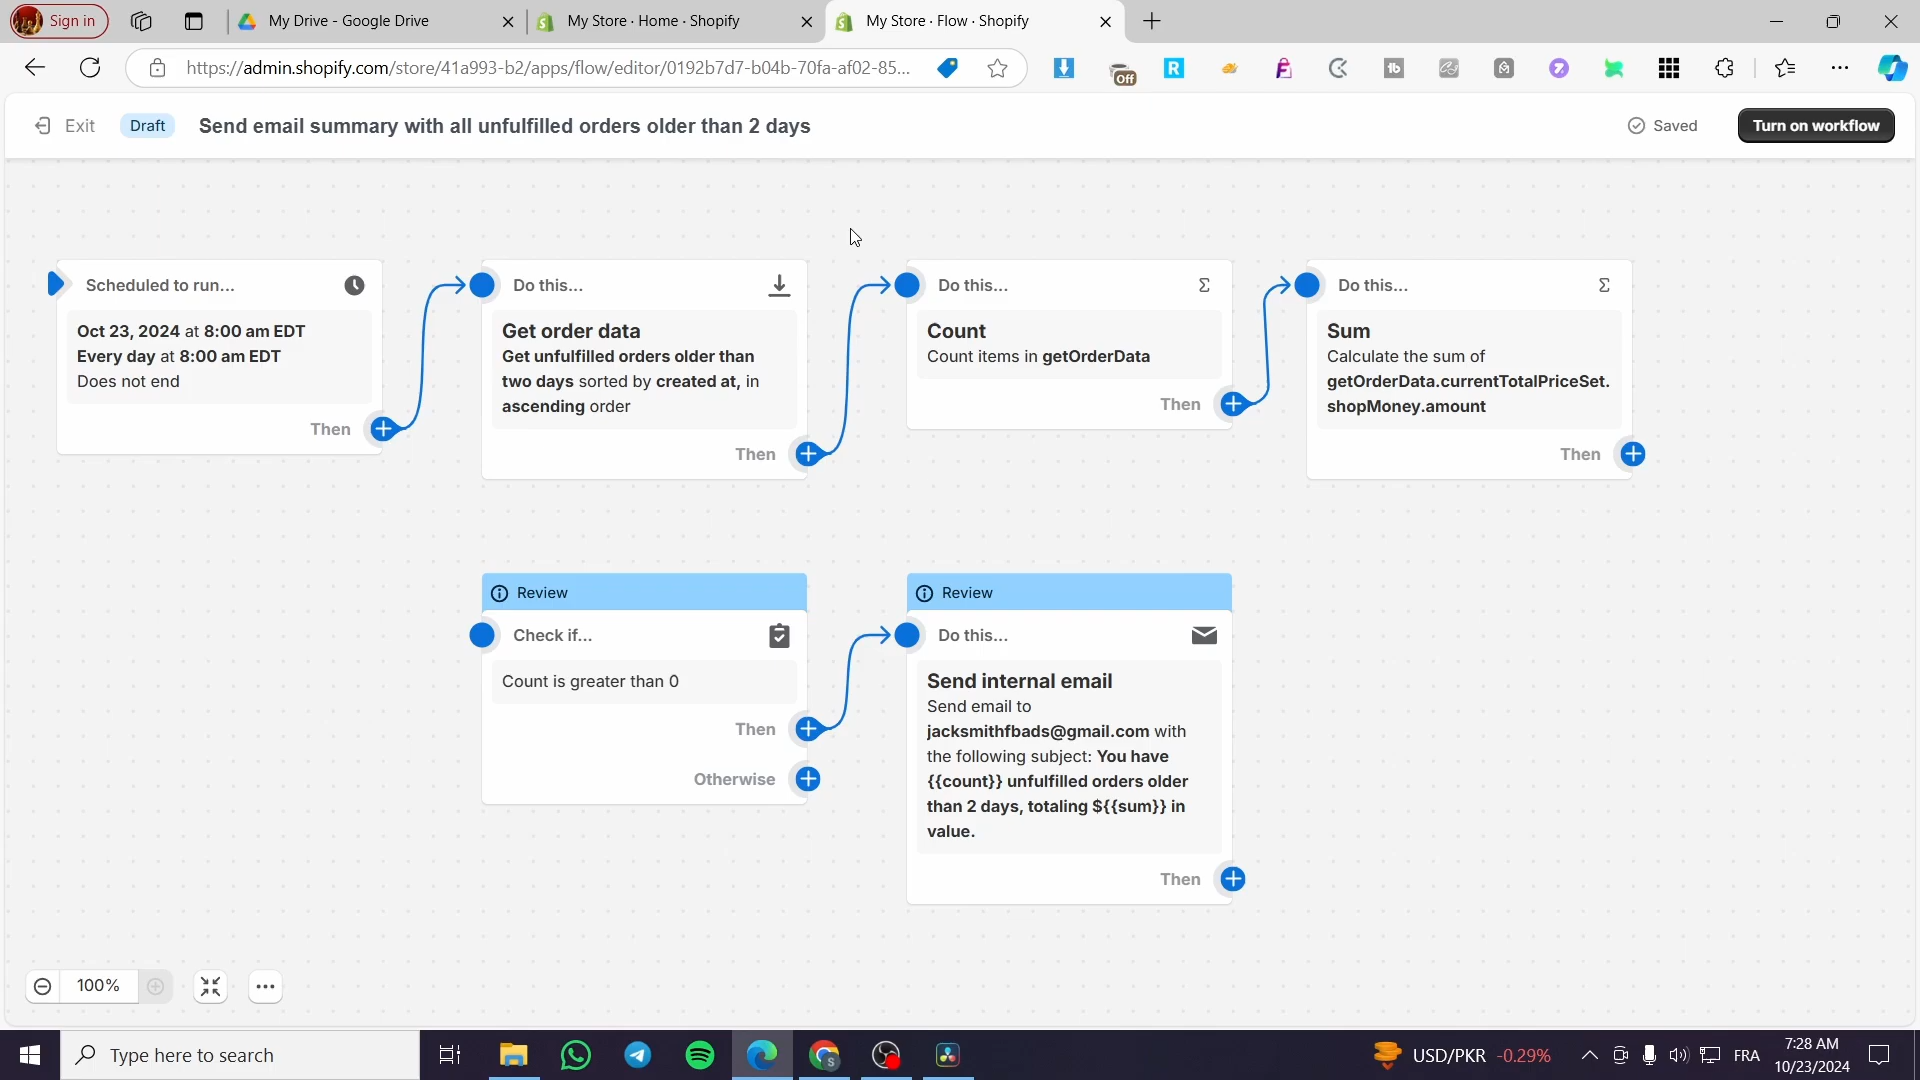 Sign in
My Drive - Google Drive
My Store · Home · Shopify
My Store · Flow · Shopify
https://admin.shopify.com/store/41a993-b2/apps/flow/editor/0192b7d7-b04b-70fa-af02-85...
Off
R
tb
Exit
Draft
Send email summary with all unfulfilled orders older than 2 days
Saved
Turn on workflow
Scheduled to run...
Oct 23, 2024 at 8:00 am EDT
Every day at 8:00 am EDT
Does not end
Then
Do this...
Get order data
Get unfulfilled orders older than
two days sorted by created at, in
ascending order
Then
Do this...
Σ
Count
Count items in getOrderData
Then
Do this...
Σ
Sum
Calculate the sum of
getOrderData.currentTotalPriceSet.
shopMoney.amount
Then
Review
Check if...
Count is greater than 0
Then
Otherwise
Review
Do this...
Send internal email
Send email to
jacksmithfbads@gmail.com with
the following subject: You have
{{count}} unfulfilled orders older
than 2 days, totaling ${{sum}} in
value.
Then
100%
Type here to search
USD/PKR -0.29%
FRA
7:28 AM
10/23/2024